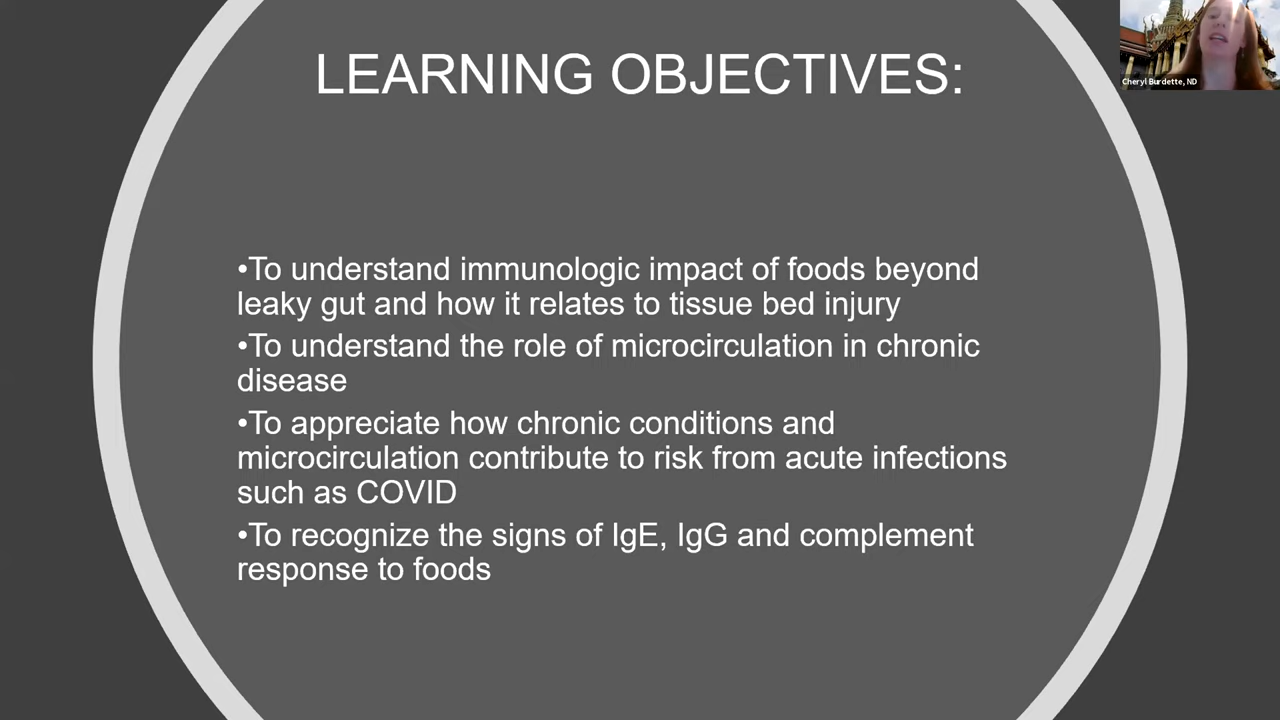 LEARNING OBJECTIVES:
Cheryl Burdette, ND
•To understand immunologic impact of foods beyond
leaky gut and how it relates to tissue bed injury
•To understand the role of microcirculation in chronic
disease
•To appreciate how chronic conditions and
microcirculation contribute to risk from acute infections
such as COVID
•To recognize the signs of IgE, IgG and complement
response to foods